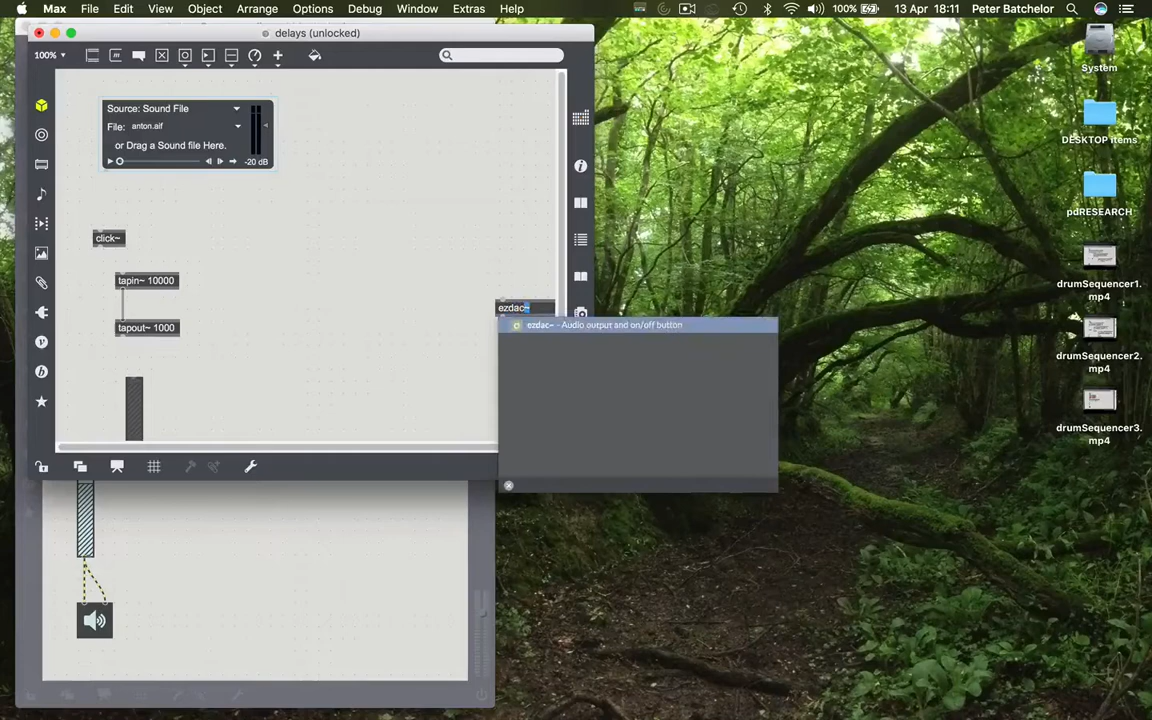 Max File Edit View Object Arrange Options Debug Window Extras Help
100% 13 Apr 18:11 Peter Batchelor
delays (unlocked)
100%
Source: Sound File
File: anton.aif
or Drag a Sound file Here.
-20 dB
click~
tapin~ 10000
tapout~ 1000
ezdac~
ezdac~ - Audio output and on/off button
System
DESKTOP items
pdRESEARCH
drumSequencer1.
mp4
drumSequencer2.
mp4
drumSequencer3.
mp4